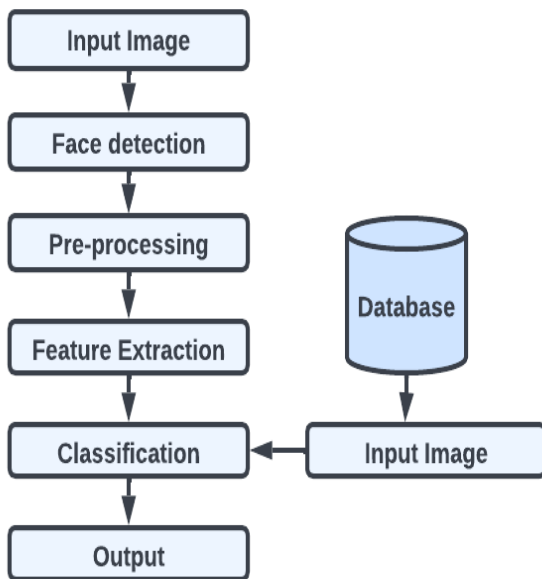 Input Image
Face detection
Pre-processing
Feature Extraction
Classification
Output
Database
Input Image